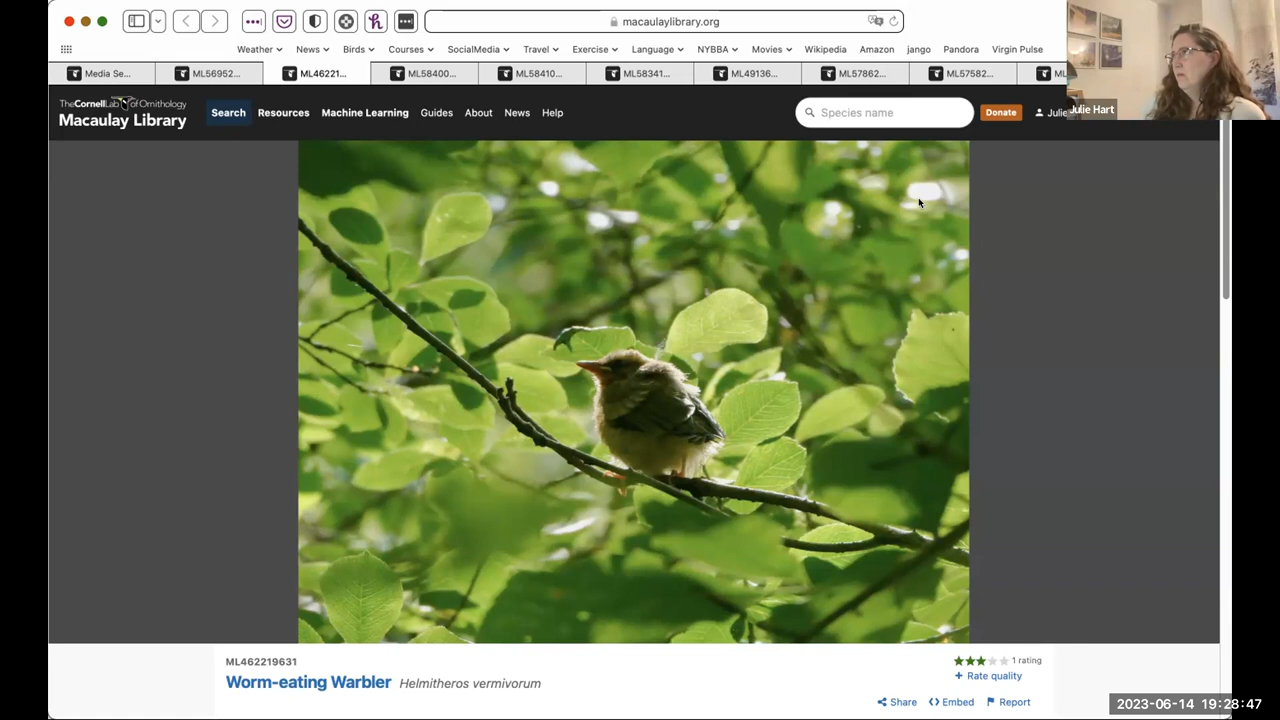 macaulaylibrary.org
Weather News Birds Courses SocialMedia Travel Exercise Language NYBBA Movies Wikipedia Amazon jango Pandora Virgin Pulse
Media Se... ML56952... ML46221... ML58400... ML58410... ML58341... ML49136... ML57862... ML57582... ML
Julie Hart
TheCornellLab of Ornithology
Macaulay Library
Search Resources Machine Learning Guides About News Help Species name Donate Julie
ML462219631
1 rating
Worm-eating Warbler Helmitheros vermivorum
+ Rate quality
Share Embed Report
2023-06-14 19:28:47